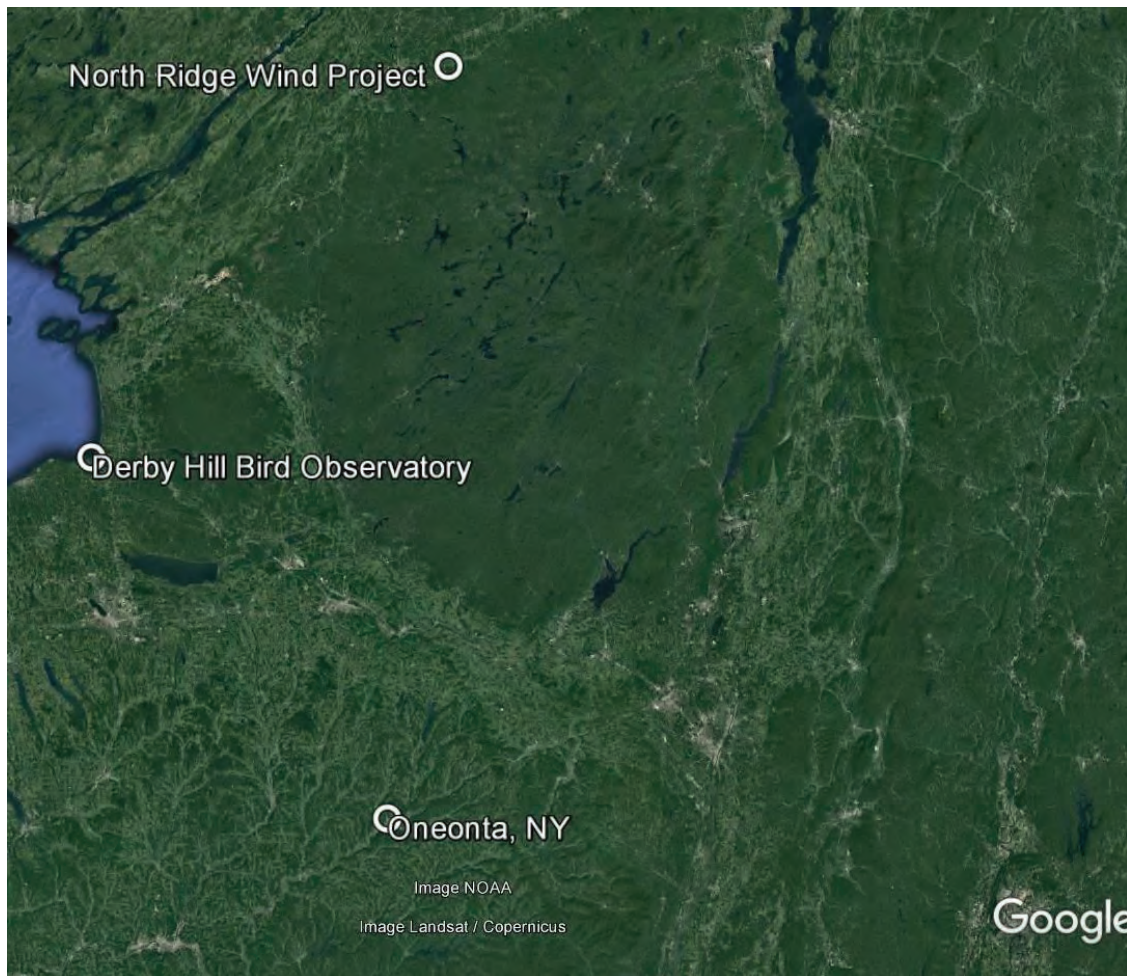 North Ridge Wind Project
Derby Hill Bird Observatory
Oneonta, NY
Image NOAA
Image Landsat / Copernicus
Google